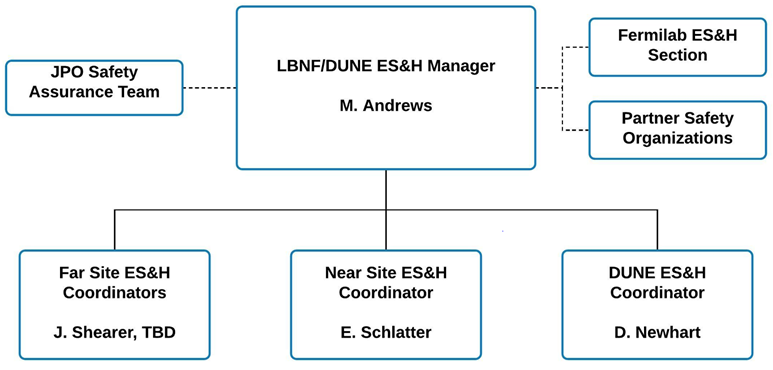 JPO Safety
Assurance Team
LBNF/DUNE ES&H Manager
M. Andrews
Fermilab ES&H
Section
Partner Safety
Organizations
Far Site ES&H
Coordinators
J. Shearer, TBD
Near Site ES&H
Coordinator
E. Schlatter
DUNE ES&H
Coordinator
D. Newhart